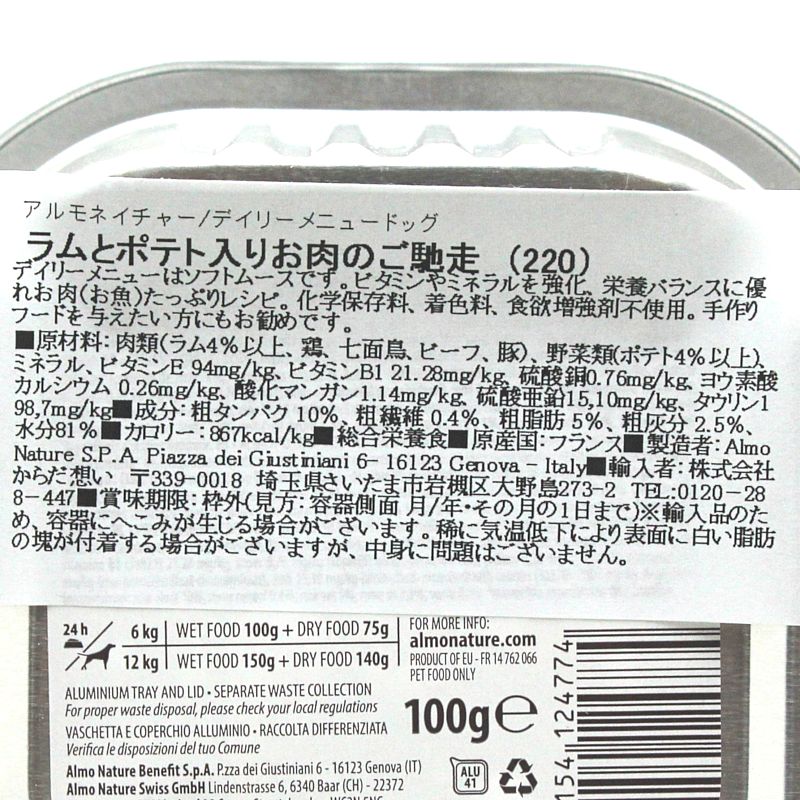 アルモネイチャー/デイリーメニュードッグ
ラムとポテト入りお肉のご馳走 (220)
デイリーメニューはソフトムースです。ビタミンやミネラルを強化、栄養バランスに優
れお肉(お魚)たっぷりレシピ。化学保存料、着色料、食欲増強剤不使用。手作り
フードを与えたい方にもお勧めです。
■原材料:肉類(ラム4%以上、鶏、七面鳥、ビーフ、豚)、野菜類(ポテト4%以上)、
ミネラル、ビタミンE 94mg/kg、ビタミンB1 21.28mg/kg、硫酸銅0.76mg/kg、ヨウ素酸
カルシウム 0.26mg/kg、酸化マンガン1.14mg/kg、硫酸亜鉛15,10mg/kg、タウリン1
98,7mg/kg■成分:粗タンパク 10%、粗繊維 0.4%、粗脂肪 5%、粗灰分 2.5%、
水分81%■カロリー:867kcal/kg■総合栄養食■原産国:フランス■製造者:Almo
Nature S.P.A. Piazza dei Giustiniani 6- 16123 Genova - Italy■輸入者:株式会社
からだ想い 〒339-0018 埼玉県さいたま市岩槻区大野島273-2 TEL:0120-28
8-447■賞味期限:枠外(見方:容器側面 月/年・その月の1日まで)※輸入品のた
め、容器にへこみが生じる場合がございます。稀に気温低下により表面に白い脂肪
の塊が付着する場合がございますが、中身に問題はございません。
24 h 6 kg WET FOOD 100g + DRY FOOD 75g
12 kg WET FOOD 150g + DRY FOOD 140g
FOR MORE INFO:
almonature.com
PRODUCT OF EU - FR 14 762 066
PET FOOD ONLY
ALUMINIUM TRAY AND LID • SEPARATE WASTE COLLECTION
For proper waste disposal, please check your local regulations
VASCHETTA E COPERCHIO ALLUMINIO • RACCOLTA DIFFERENZIATA
Verifica le disposizioni del tuo Comune
100g℮
Almo Nature Benefit S.p.A. P.zza dei Giustiniani 6 - 16123 Genova (IT)
Almo Nature Swiss GmbH Lindenstrasse 6, 6340 Baar (CH) - 22372
ALU
41
154 124774